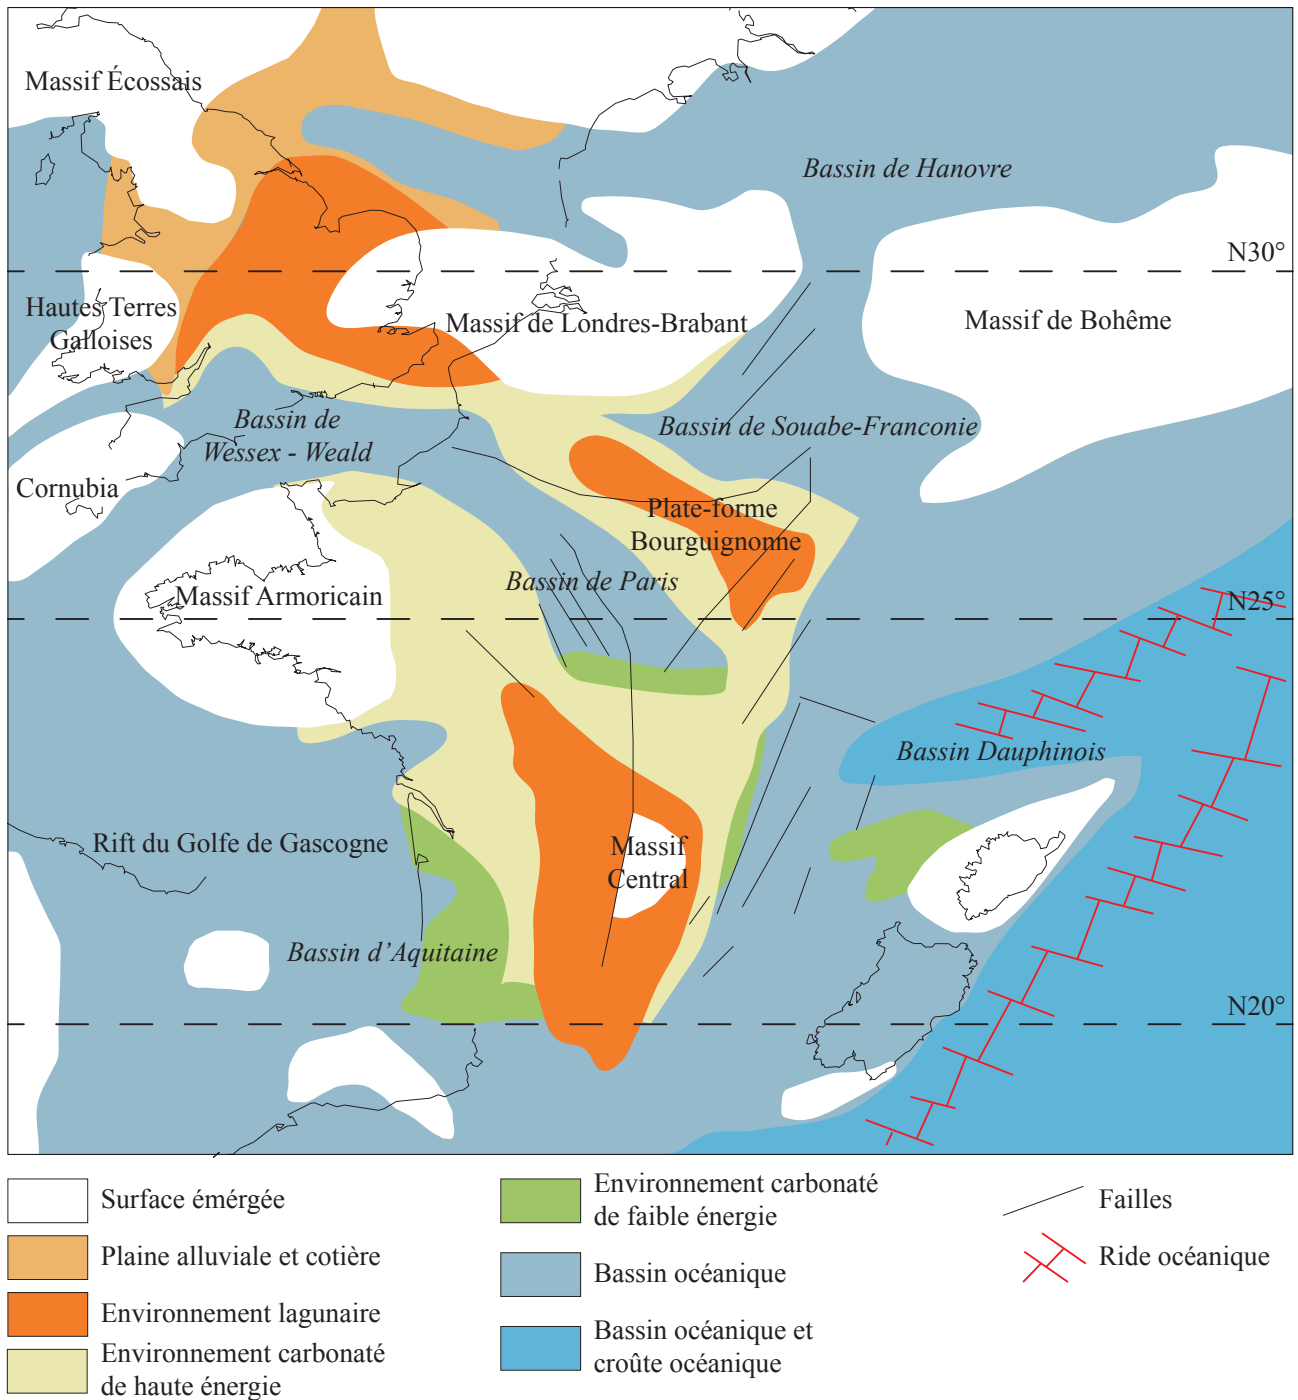 Massif Écossais
Bassin de Hanovre
N30°
Hautes Terres
Galloises
Massif de Londres-Brabant
Massif de Bohême
Bassin de
Wessex - Weald
Bassin de Souabe-Franconie
Cornubia
Plate-forme
Bourguignonne
Bassin de Paris
Massif Armoricain
N25°
Bassin Dauphinois
Rift du Golfe de Gascogne
Massif
Central
Bassin d’Aquitaine
N20°
Surface émérgée
Plaine alluviale et cotière
Environnement lagunaire
Environnement carbonaté
de haute énergie
Environnement carbonaté
de faible énergie
Bassin océanique
Bassin océanique et
croûte océanique
Failles
Ride océanique